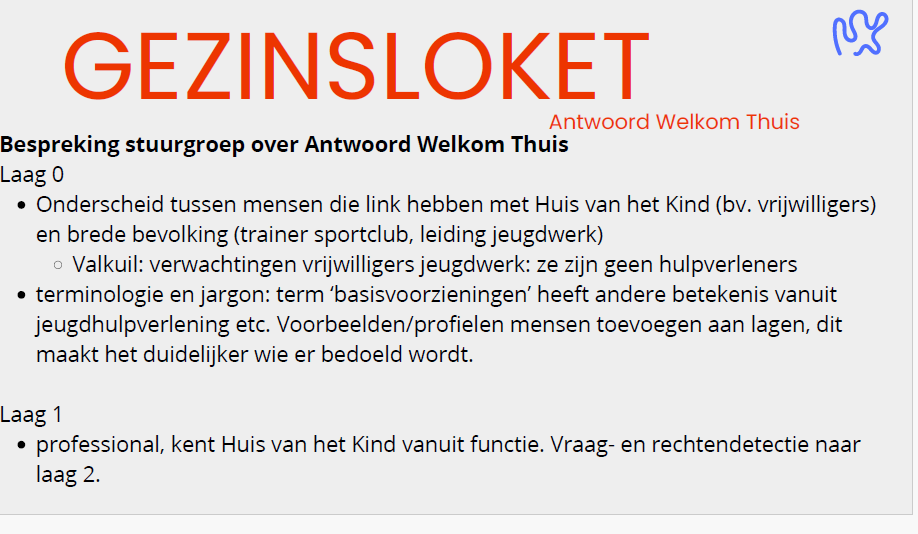 GEZINSLOKET
Antwoord Welkom Thuis
Bespreking stuurgroep over Antwoord Welkom Thuis
Laag 0
• Onderscheid tussen mensen die link hebben met Huis van het Kind (bv. vrijwilligers)
en brede bevolking (trainer sportclub, leiding jeugdwerk)
○ Valkuil: verwachtingen vrijwilligers jeugdwerk: ze zijn geen hulpverleners
• terminologie en jargon: term ‘basisvoorzieningen’ heeft andere betekenis vanuit
jeugdhulpverlening etc. Voorbeelden/profielen mensen toevoegen aan lagen, dit
maakt het duidelijker wie er bedoeld wordt.
Laag 1
• professional, kent Huis van het Kind vanuit functie. Vraag- en rechtendetectie naar
laag 2.